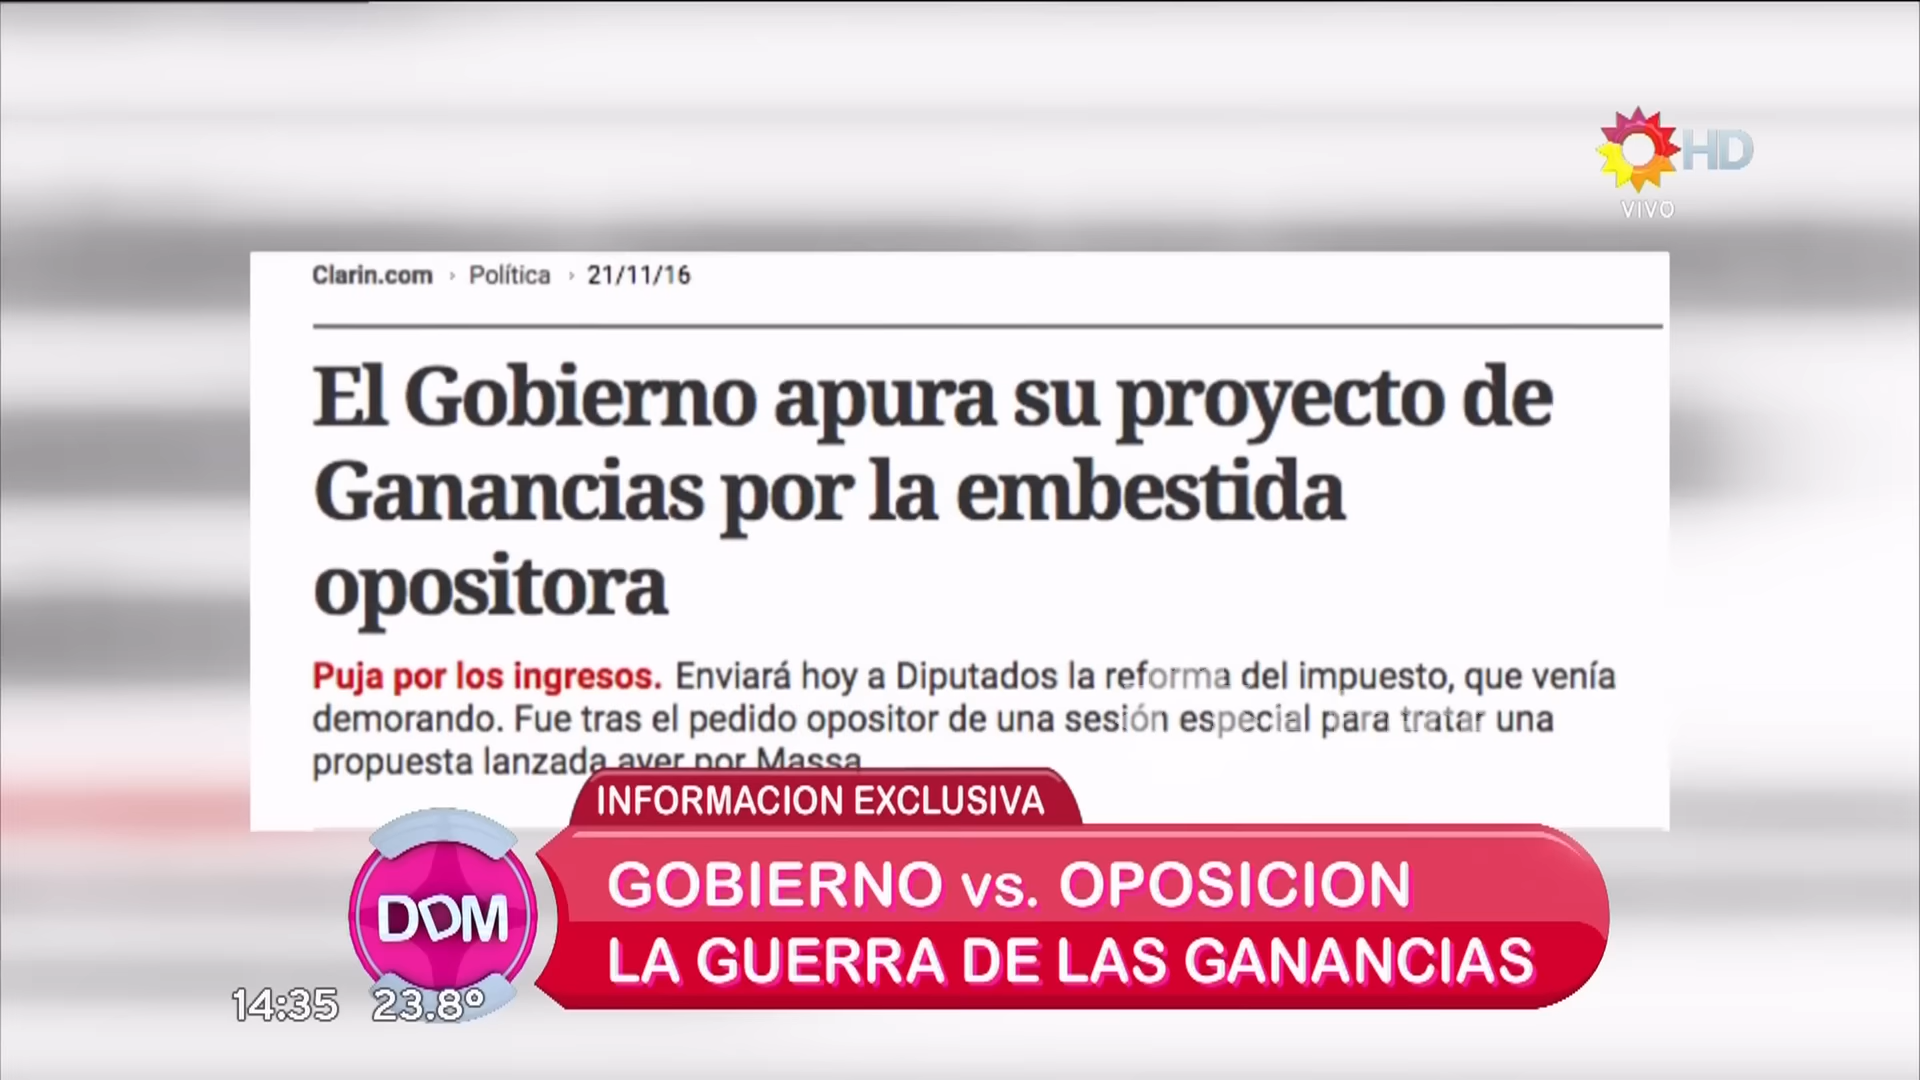 HD
VIVO
Clarin.com › Política › 21/11/16
El Gobierno apura su proyecto de
Ganancias por la embestida
opositora
Puja por los ingresos. Enviará hoy a Diputados la reforma del impuesto, que venía
demorando. Fue tras el pedido opositor de una sesión especial para tratar una
propuesta lanzada ayer por Massa
INFORMACION EXCLUSIVA
GOBIERNO vs. OPOSICION
LA GUERRA DE LAS GANANCIAS
DDM
14:35 23.8°